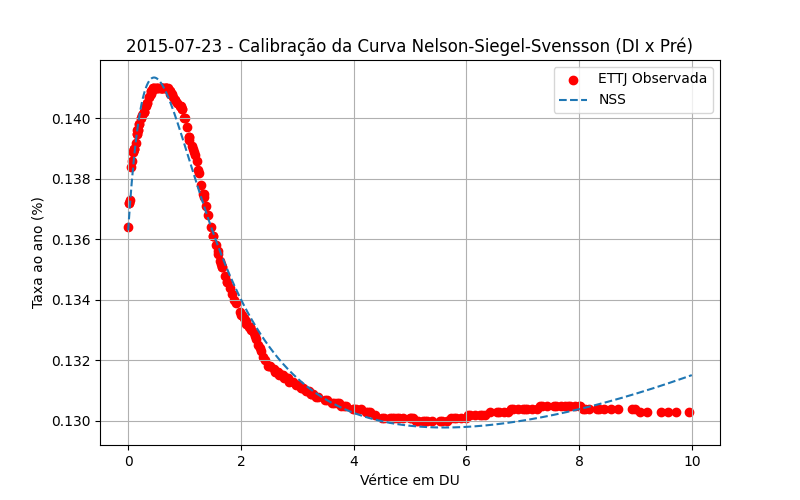 2015-07-23 - Calibração da Curva Nelson-Siegel-Svensson (DI x Pré)
ETTJ Observada
NSS
Taxa ao ano (%)
0.140
0.138
0.136
0.134
0.132
0.130
0
2
4
6
8
10
Vértice em DU